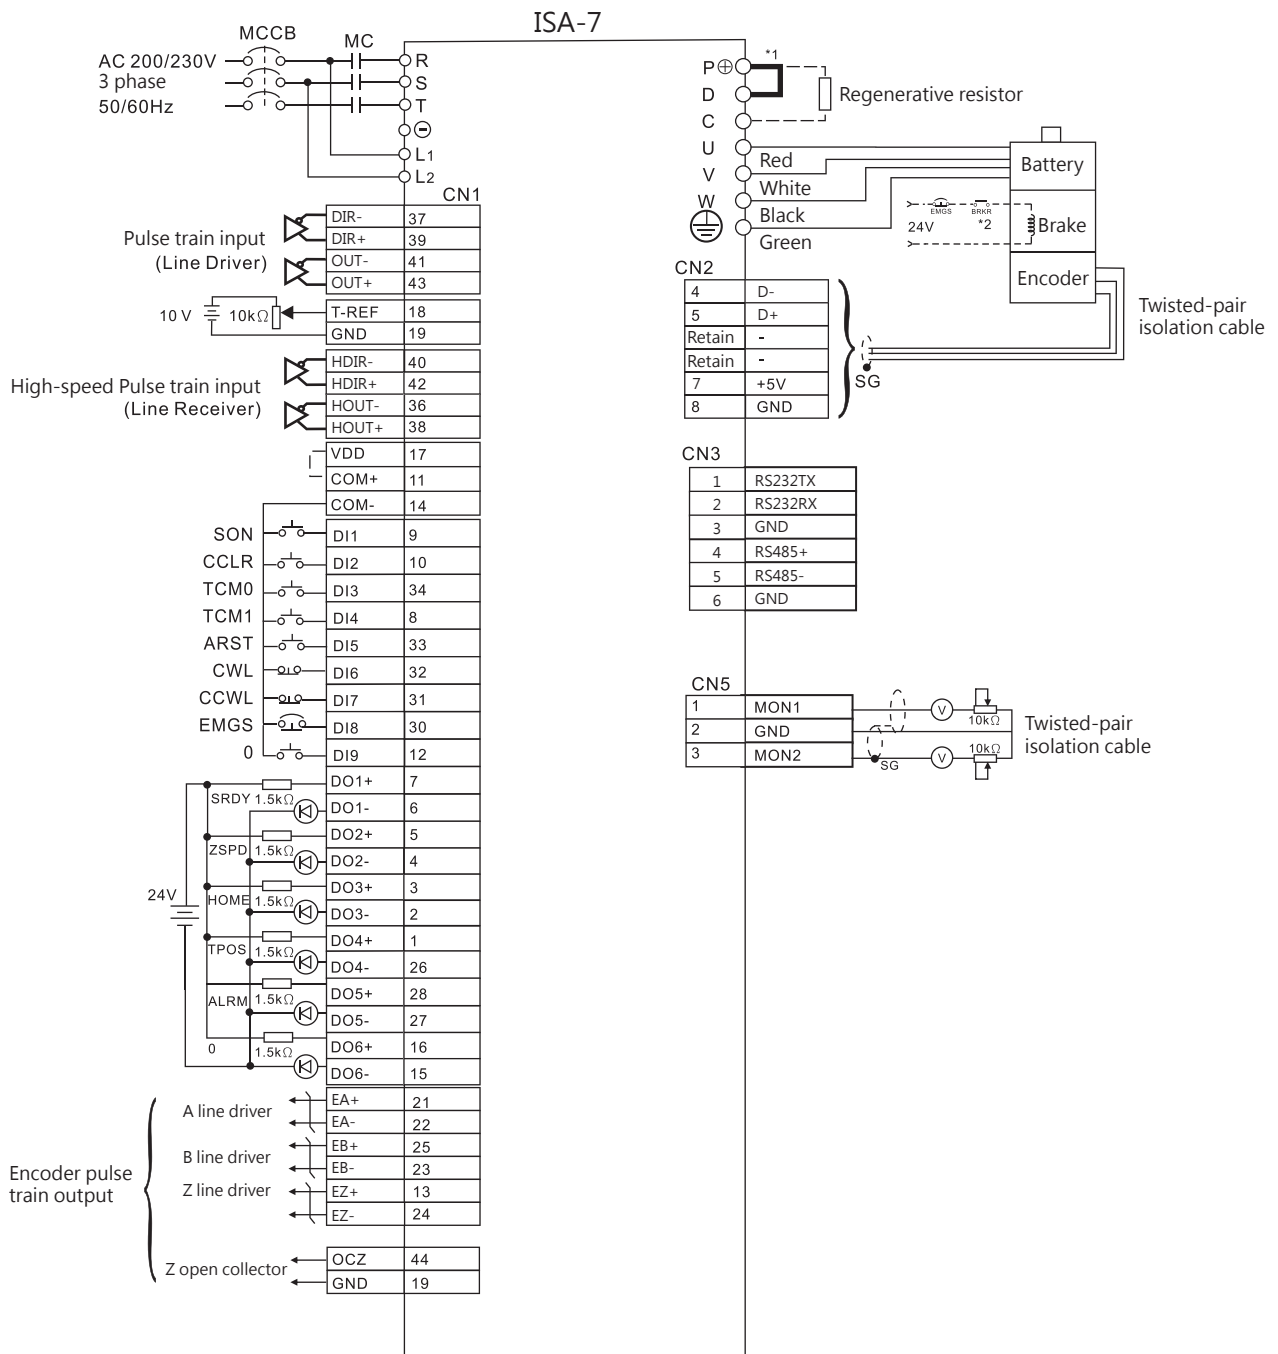 ISA-7
MCCB
MC
AC 200/230V
3 phase
50/60Hz
R
S
T
L1
L2
CN1
DIR- 37
DIR+ 39
OUT- 41
OUT+ 43
Pulse train input
(Line Driver)
10 V
10kΩ
T-REF 18
GND 19
HDIR- 40
HDIR+ 42
HOUT- 36
HOUT+ 38
High-speed Pulse train input
(Line Receiver)
VDD 17
COM+ 11
COM- 14
SON DI1 9
CCLR DI2 10
TCM0 DI3 34
TCM1 DI4 8
ARST DI5 33
CWL DI6 32
CCWL DI7 31
EMGS DI8 30
0 DI9 12
24V
DO1+ 7
SRDY 1.5kΩ
DO1- 6
DO2+ 5
ZSPD 1.5kΩ
DO2- 4
DO3+ 3
HOME 1.5kΩ
DO3- 2
DO4+ 1
TPOS 1.5kΩ
DO4- 26
DO5+ 28
ALRM 1.5kΩ
DO5- 27
DO6+ 16
0 1.5kΩ
DO6- 15
Encoder pulse
train output
A line driver
EA+ 21
EA- 22
B line driver
EB+ 25
EB- 23
Z line driver
EZ+ 13
EZ- 24
Z open collector
OCZ 44
GND 19
P
D
C
U
V
W
*1
Regenerative resistor
Red
White
Black
Green
Battery
Brake
Encoder
EMGS
BRKR
24V
*2
Twisted-pair
isolation cable
CN2
4 D-
5 D+
Retain -
Retain -
7 +5V
8 GND
SG
CN3
1 RS232TX
2 RS232RX
3 GND
4 RS485+
5 RS485-
6 GND
CN5
1 MON1
2 GND
3 MON2
SG
V
10kΩ
V
10kΩ
Twisted-pair
isolation cable